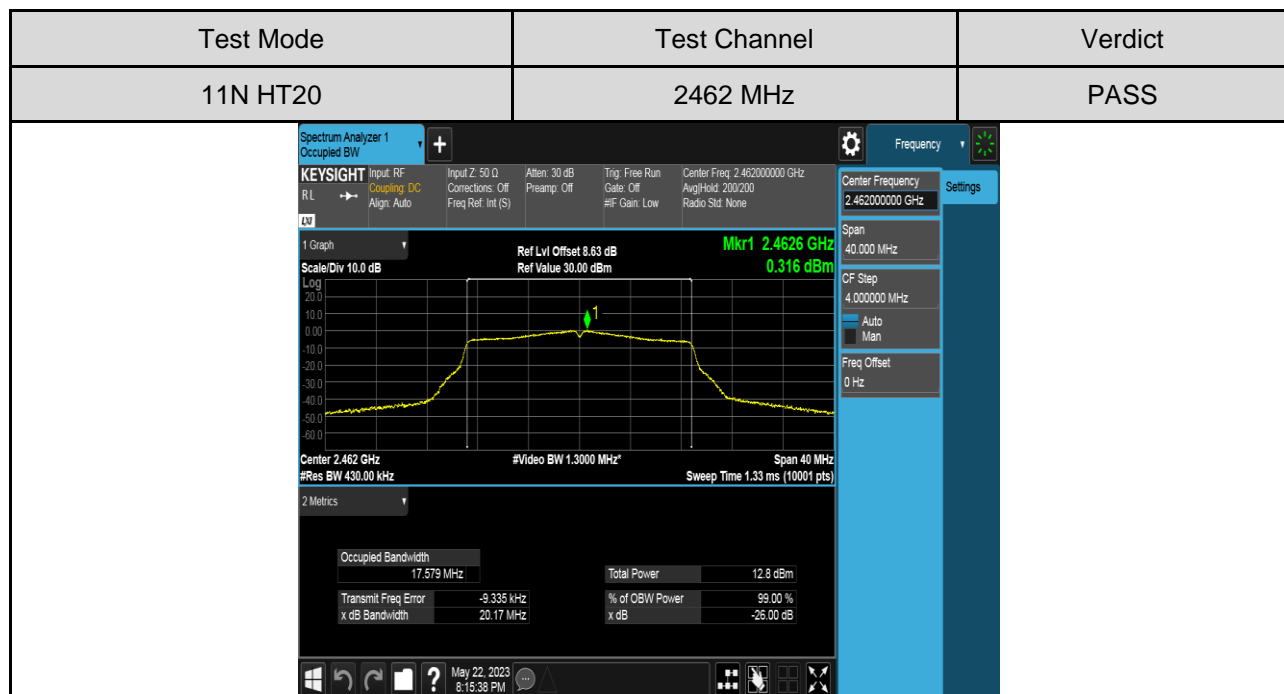 Test Mode Test Channel Verdict
11N HT20 2462 MHz PASS
Spectrum Analyzer 1
Occupied BW
+
Frequency
KEYSIGHT
R L
LXI
Input: RF
Coupling: DC
Align: Auto
Input Z: 50 Ω
Corrections: Off
Freq Ref: Int (S)
Atten: 30 dB
Preamp: Off
Trig: Free Run
Gate: Off
#IF Gain: Low
Center Freq: 2.462000000 GHz
Avg|Hold: 200/200
Radio Std: None
Center Frequency
2.462000000 GHz
Settings
Span
40.000 MHz
CF Step
4.000000 MHz
Auto
Man
Freq Offset
0 Hz
1 Graph
Scale/Div 10.0 dB
Ref Lvl Offset 8.63 dB
Ref Value 30.00 dBm
Mkr1 2.4626 GHz
0.316 dBm
Log
20.0
10.0
0.00
-10.0
-20.0
-30.0
-40.0
-50.0
-60.0
1
Center 2.462 GHz
#Res BW 430.00 kHz
#Video BW 1.3000 MHz*
Span 40 MHz
Sweep Time 1.33 ms (10001 pts)
2 Metrics
Occupied Bandwidth
17.579 MHz
Total Power 12.8 dBm
Transmit Freq Error -9.335 kHz
% of OBW Power 99.00 %
x dB Bandwidth 20.17 MHz
x dB -26.00 dB
?
May 22, 2023
8:15:38 PM